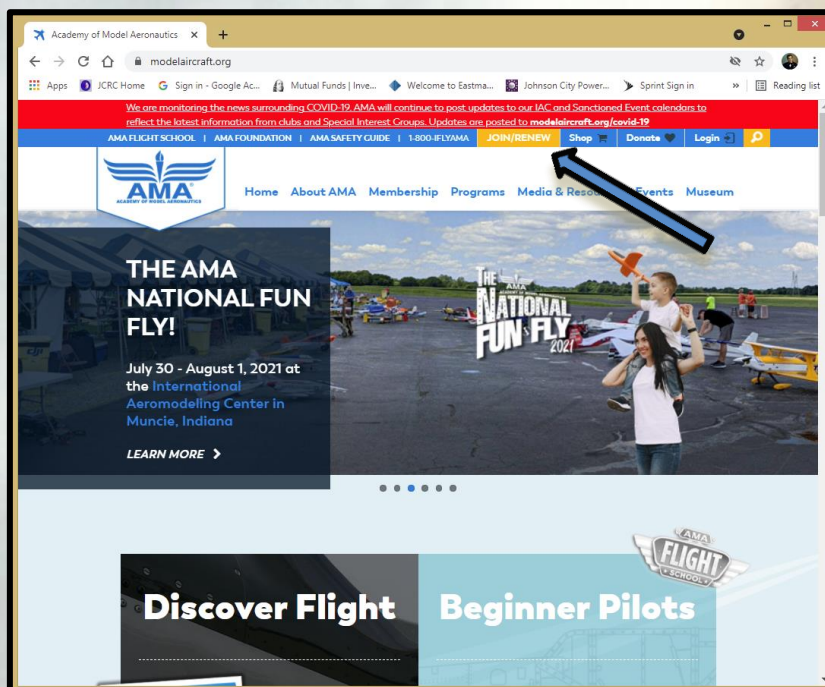 Academy of Model Aeronautics
modelaircraft.org
Apps JCRC Home Sign in - Google Ac... Mutual Funds | Inve... Welcome to Eastma... Johnson City Power... Sprint Sign in » Reading list
We are monitoring the news surrounding COVID-19. AMA will continue to post updates to our IAC and Sanctioned Event calendars to
reflect the latest information from clubs and Special Interest Groups. Updates are posted to modelaircraft.org/covid-19
AMA FLIGHT SCHOOL | AMA FOUNDATION | AMA SAFETY GUIDE | 1-800-IFLYAMA JOIN/RENEW Shop Donate Login
AMA
ACADEMY OF MODEL AERONAUTICS
Home About AMA Membership Programs Media & Events Museum
THE AMA
NATIONAL FUN
FLY!
July 30 - August 1, 2021 at
the International
Aeromodeling Center in
Muncie, Indiana
LEARN MORE
THE
AMA
NATIONAL
FUN FLY
2021
AMA
FLIGHT
SCHOOL
Discover Flight
Beginner Pilots